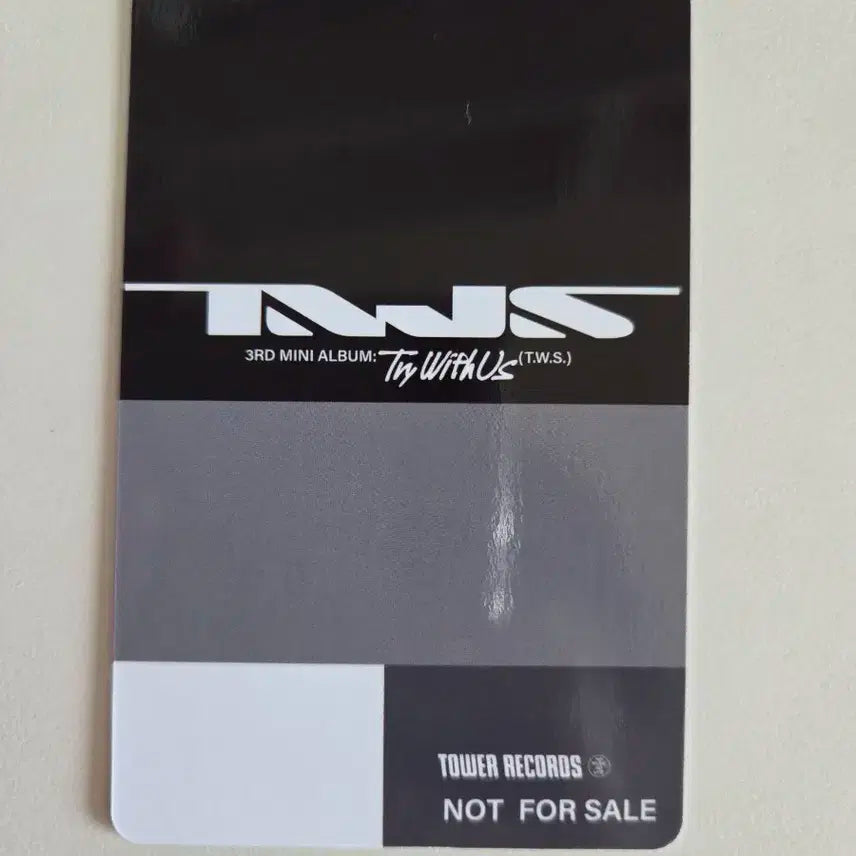 TWS
3RD MINI ALBUM: Try With Us (T.W.S.)
TOWER RECORDS
NOT FOR SALE